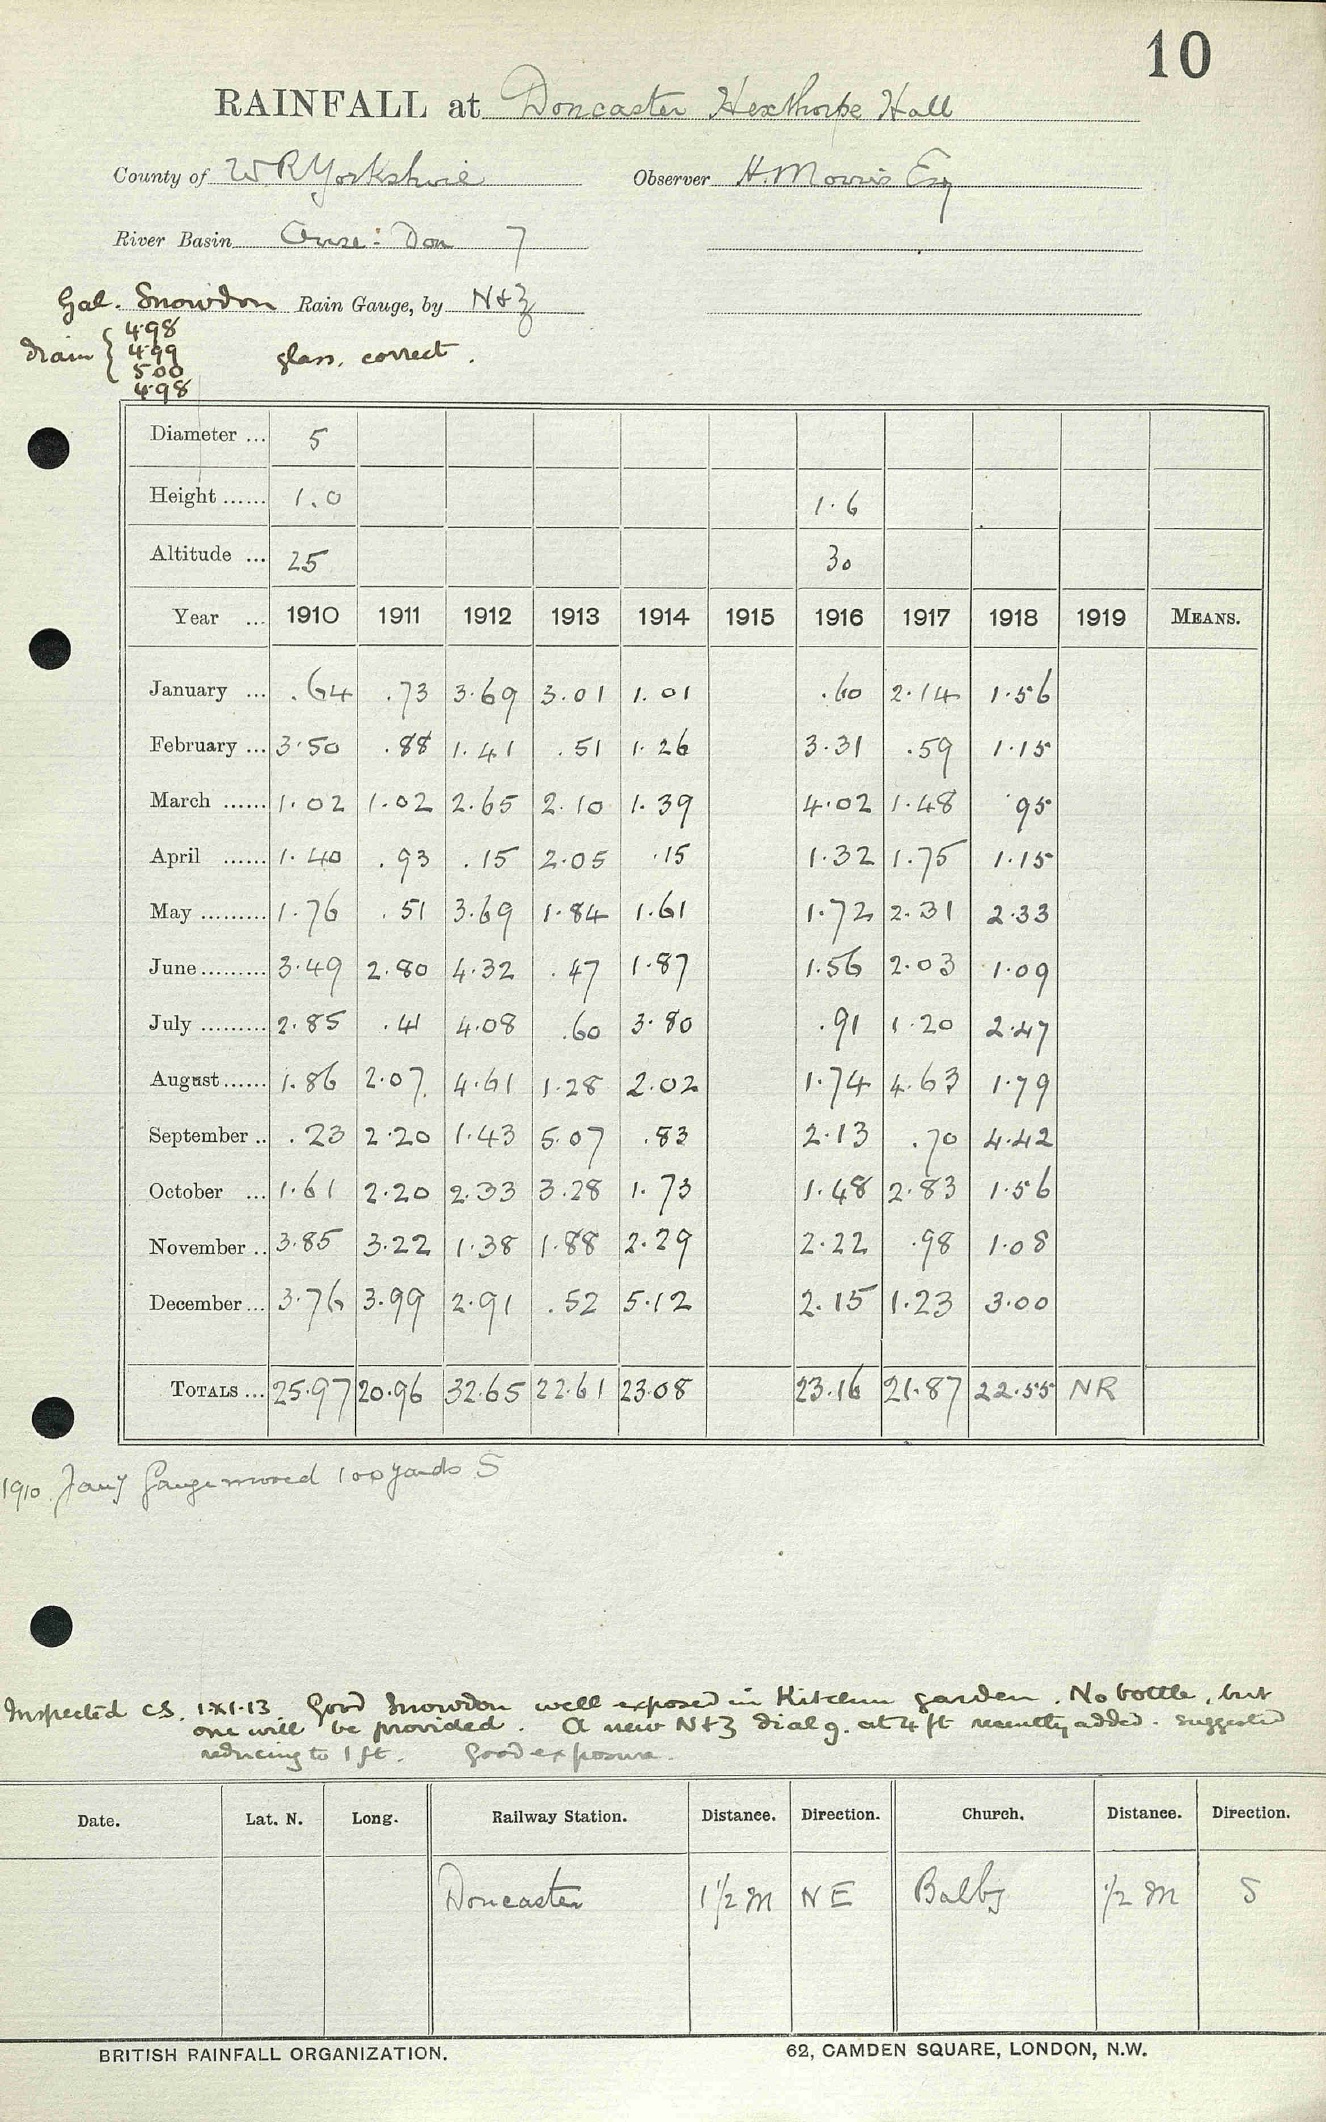 10
RAINFALL at Doncaster Hexthorpe Hall
County of W R Yorkshire Observer H. Morris Esq
River Basin Ouse: Don 7
Gal. Snowdon Rain Gauge, by N+Z
Diam { 4.98
4.99
5.00
4.98
glass, correct.
Diameter ... 5
Height ...... 1.0 1.6
Altitude ... 25 30
Year ... 1910 1911 1912 1913 1914 1915 1916 1917 1918 1919 MEANS.
January ... .64 .73 3.69 3.01 1.01 .60 2.14 1.56
February ... 3.50 .88 1.41 .51 1.26 3.31 .59 1.15
March ...... 1.02 1.02 2.65 2.10 1.39 4.02 1.48 .95
April ...... 1.40 .93 .15 2.05 .15 1.32 1.75 1.15
May ......... 1.76 .51 3.69 1.84 1.61 1.72 2.31 2.33
June ......... 3.49 2.80 4.32 .47 1.87 1.56 2.03 1.09
July ......... 2.85 .41 4.08 .60 3.80 .91 1.20 2.47
August ...... 1.86 2.07 4.61 1.28 2.02 1.74 4.63 1.79
September .. .23 2.20 1.43 5.07 .83 2.13 .70 4.42
October ... 1.61 2.20 2.33 3.28 1.73 1.48 2.83 1.56
November .. 3.85 3.22 1.38 1.88 2.29 2.22 .98 1.08
December ... 3.76 3.99 2.91 .52 5.12 2.15 1.23 3.00
TOTALS ... 25.97 20.96 32.65 22.61 23.08 23.16 21.87 22.55 NR
1910 Jany Gauge moved 100 yards S
Inspected CS. 1X1.13. Good Snowdon well exposed in Kitchen garden. No bottle, but
one will be provided. A new N+Z dial g. at 4 ft recently added. Suggested
reducing to 1 ft. Good exposure.
Date. Lat. N. Long. Railway Station. Distance. Direction. Church. Distance. Direction.
Doncaster 1 1/2 M NE Balby 1/2 M S
BRITISH RAINFALL ORGANIZATION. 62, CAMDEN SQUARE, LONDON, N.W.